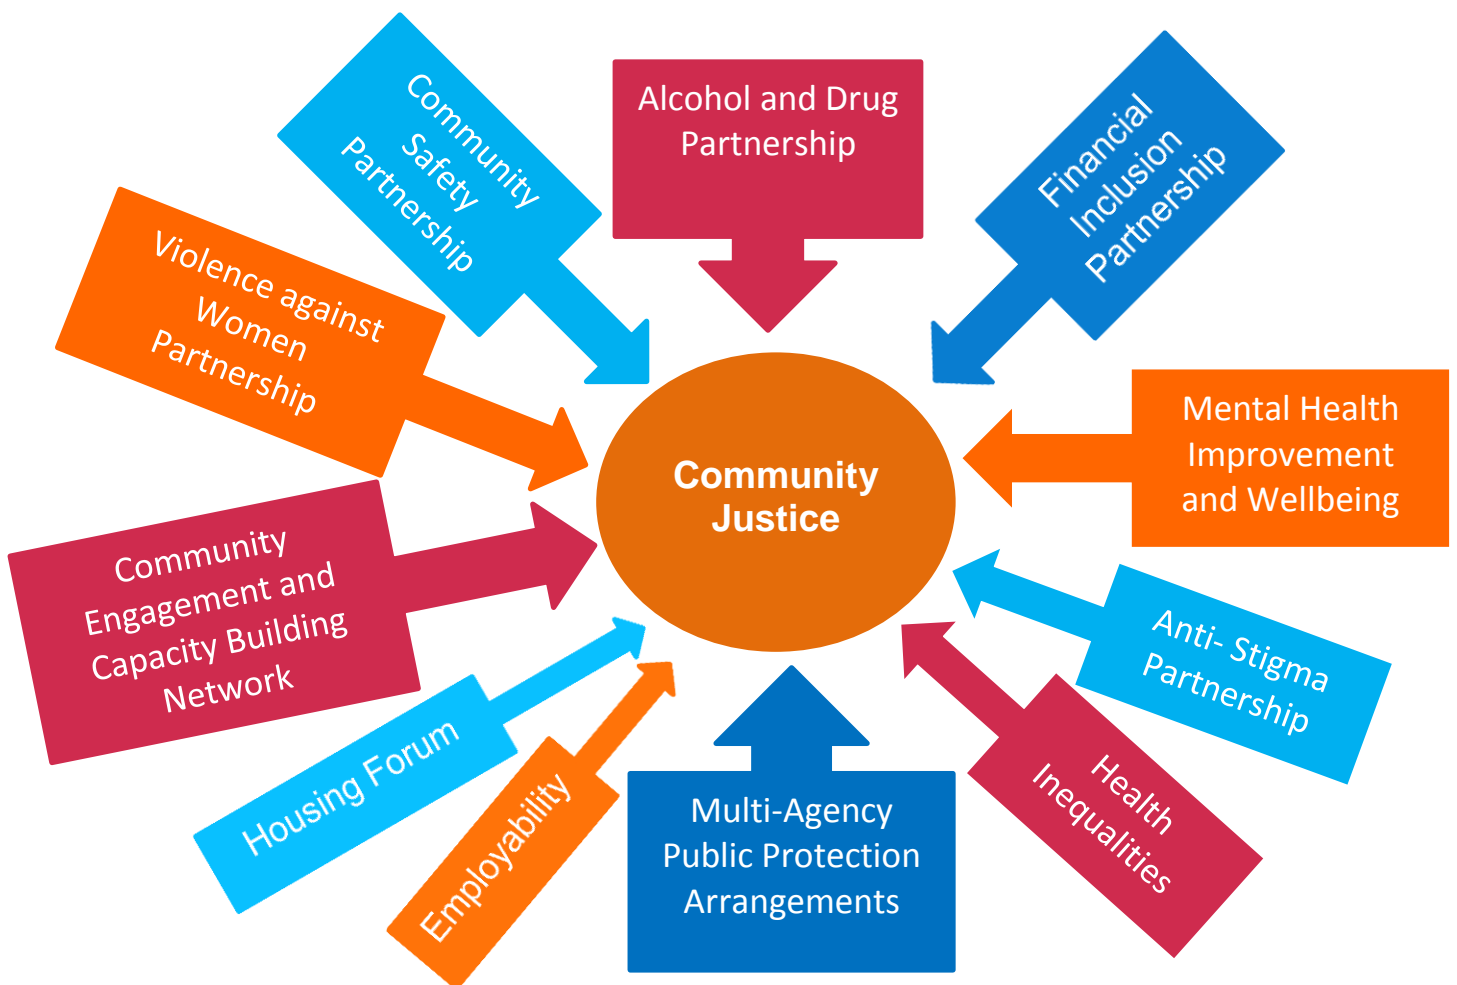 Community
Safety
Partnership
Alcohol and Drug
Partnership
Financial
Inclusion
Partnership
Violence against
Women
Partnership
Mental Health
Improvement
and Wellbeing
Community
Justice
Community
Engagement and
Capacity Building
Network
Anti- Stigma
Partnership
Housing Forum
Employability
Multi-Agency
Public Protection
Arrangements
Health
Inequalities